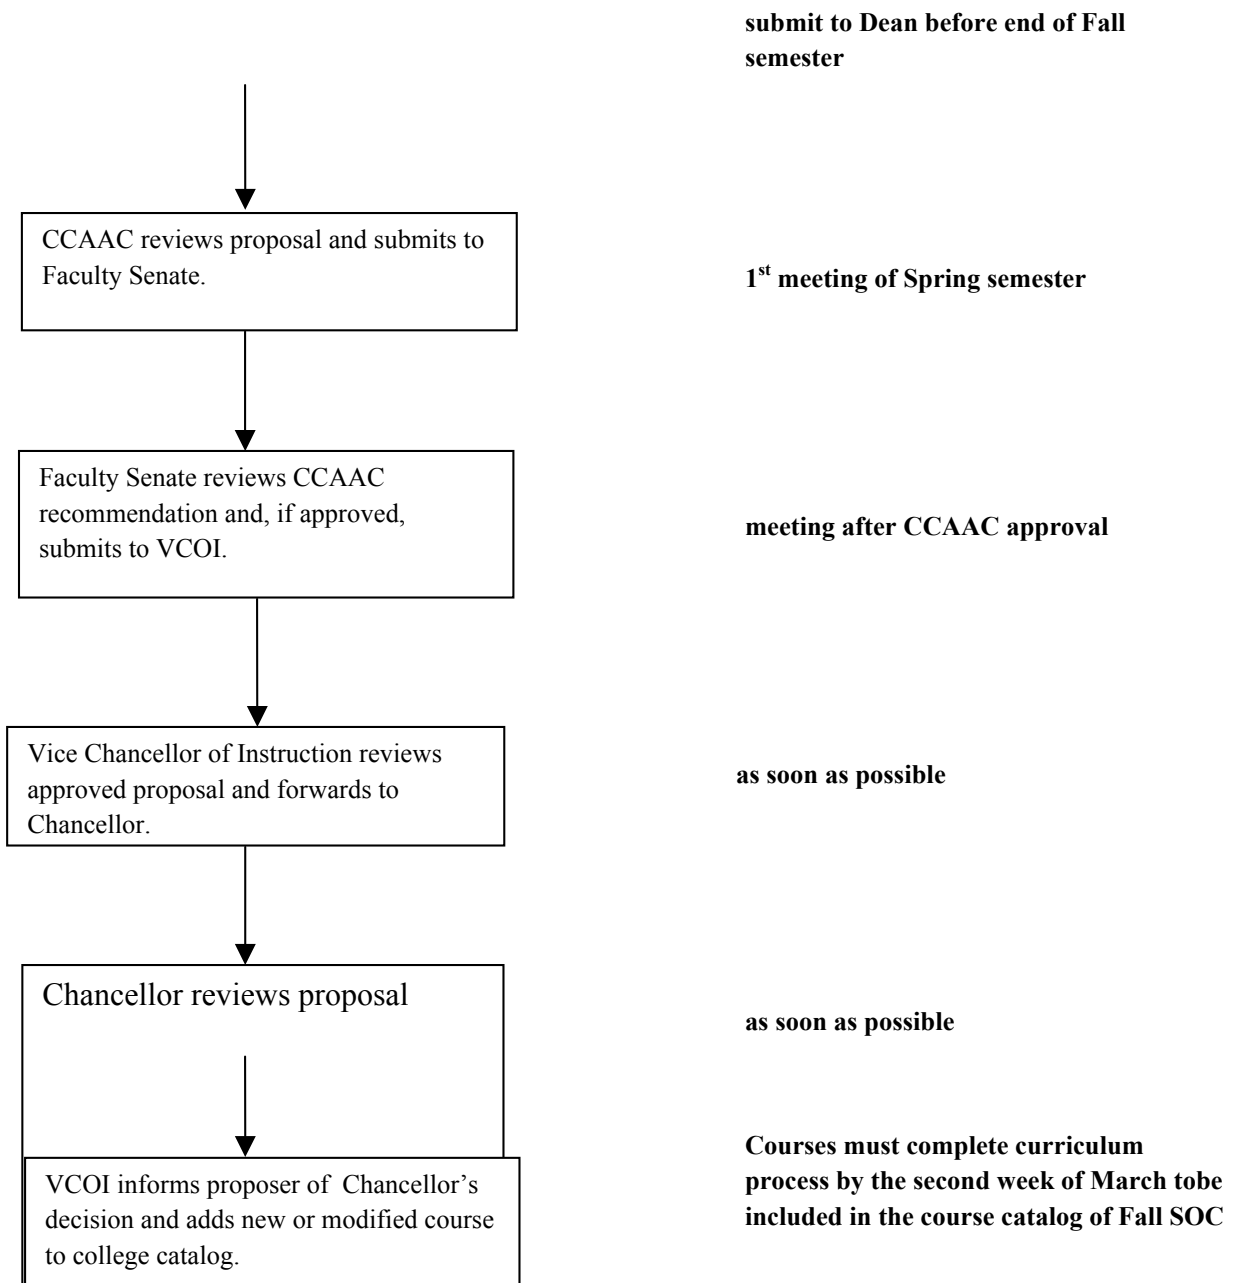 submit to Dean before end of Fall
semester
CCAAC reviews proposal and submits to
Faculty Senate.
1st meeting of Spring semester
Faculty Senate reviews CCAAC
recommendation and, if approved,
submits to VCOI.
meeting after CCAAC approval
Vice Chancellor of Instruction reviews
approved proposal and forwards to
Chancellor.
as soon as possible
Chancellor reviews proposal
as soon as possible
VCOI informs proposer of  Chancellor’s
decision and adds new or modified course
to college catalog.
Courses must complete curriculum
process by the second week of March tobe
included in the course catalog of Fall SOC